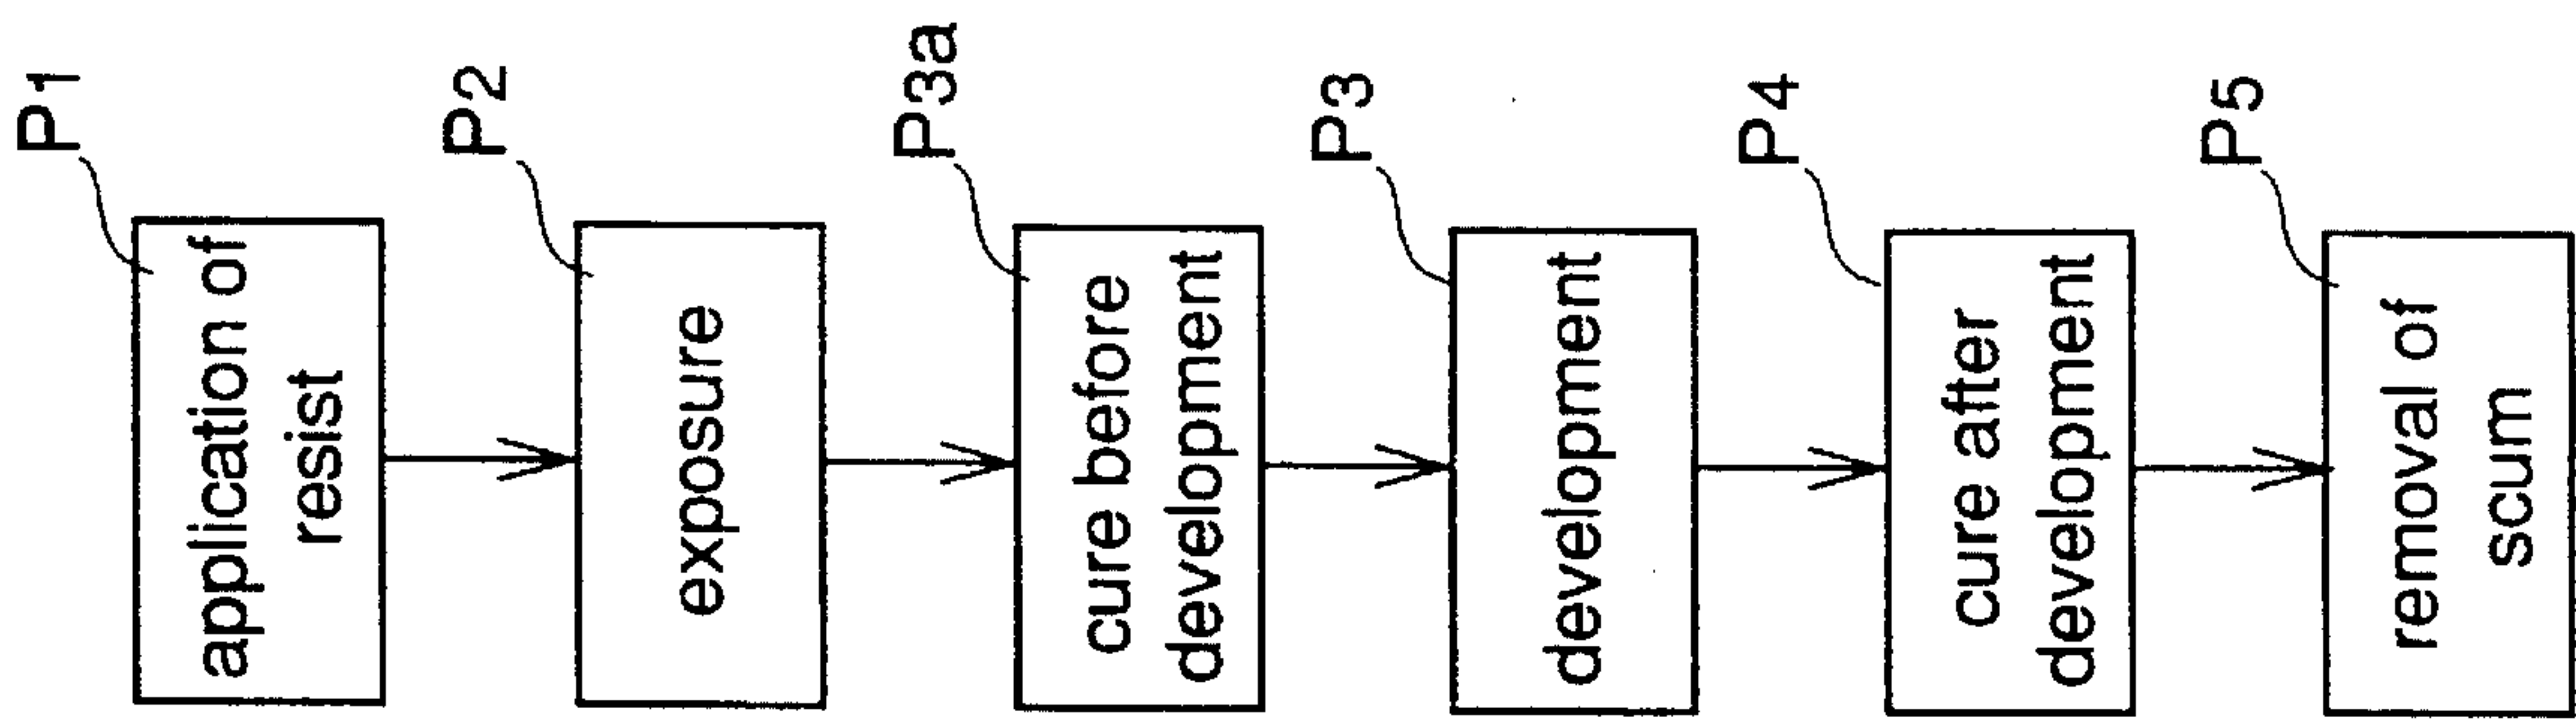 P1
application of
resist
P2
exposure
P3a
cure before
development
P3
development
P4
cure after
development
P5
removal of
scum